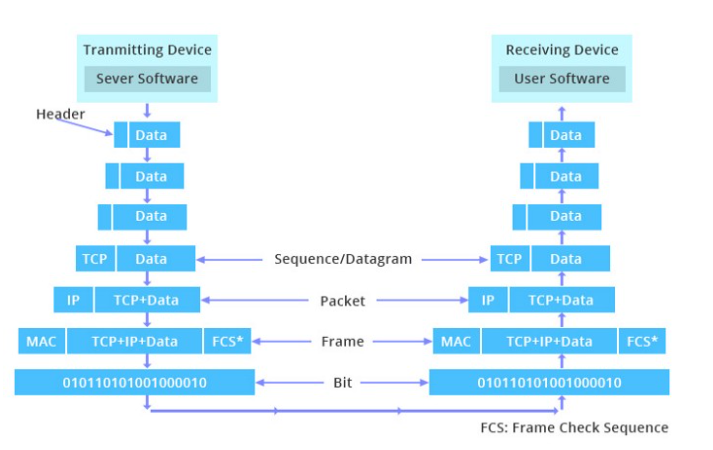 Tranmitting Device
Receiving Device
Sever Software
User Software
Header
Data
Data
Data
Data
Data
Data
TCP
Data
Sequence/Datagram
TCP
Data
IP
TCP+Data
Packet
IP
TCP+Data
MAC
TCP+IP+Data
FCS*
Frame
MAC
TCP+IP+Data
FCS*
010110101001000010
Bit
010110101001000010
FCS: Frame Check Sequence